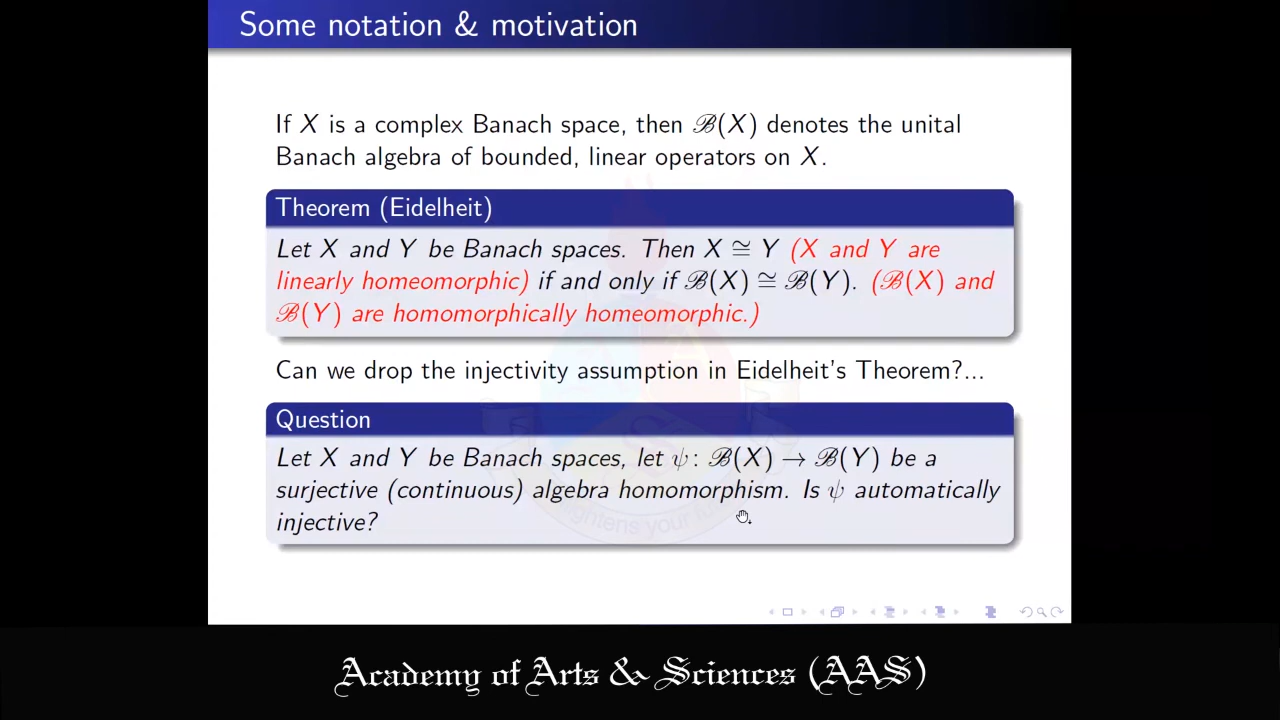 Some notation & motivation
If X is a complex Banach space, then ℬ(X) denotes the unital
Banach algebra of bounded, linear operators on X.
Theorem (Eidelheit)
Let X and Y be Banach spaces. Then X ≅ Y (X and Y are
linearly homeomorphic) if and only if ℬ(X) ≅ ℬ(Y). (ℬ(X) and
ℬ(Y) are homomorphically homeomorphic.)
Can we drop the injectivity assumption in Eidelheit's Theorem?...
Question
Let X and Y be Banach spaces, let ψ: ℬ(X) → ℬ(Y) be a
surjective (continuous) algebra homomorphism. Is ψ automatically
injective?
Academy of Arts & Sciences (AAS)